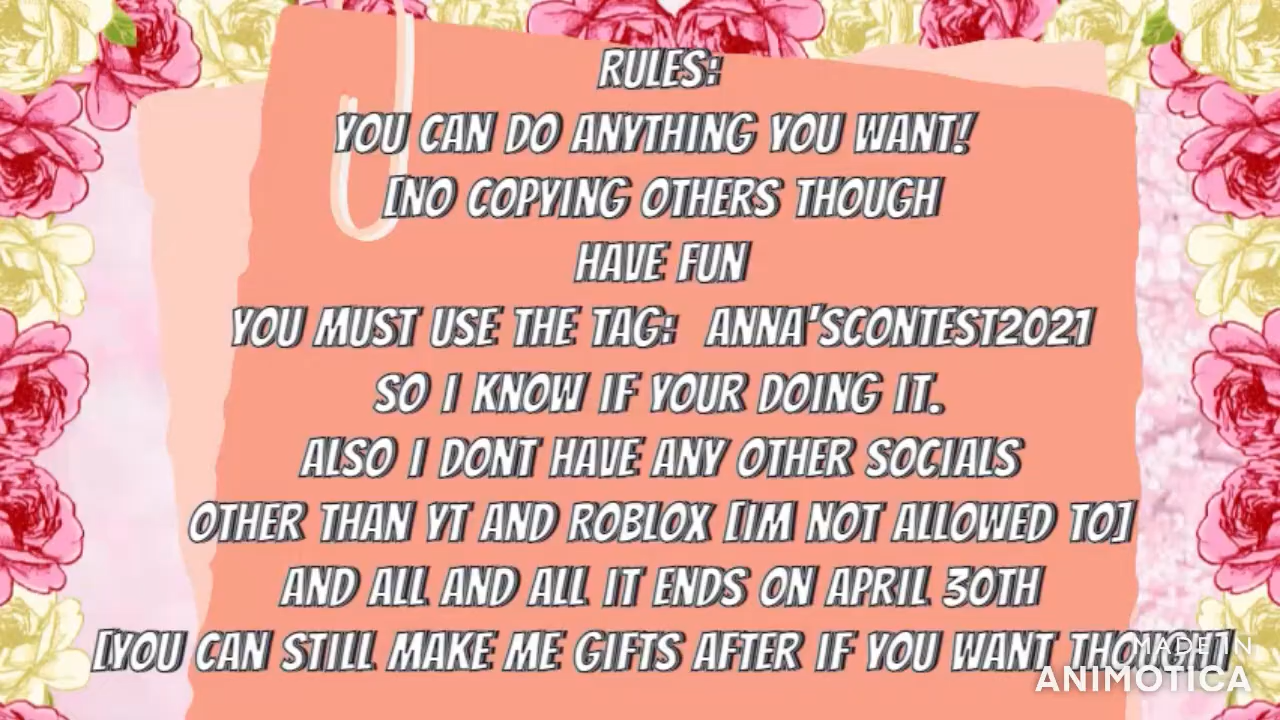 RULES:
YOU CAN DO ANYTHING YOU WANT!
[NO COPYING OTHERS THOUGH
HAVE FUN
YOU MUST USE THE TAG: ANNA'SCONTEST2021
SO I KNOW IF YOUR DOING IT.
ALSO I DONT HAVE ANY OTHER SOCIALS
OTHER THAN YT AND ROBLOX [IM NOT ALLOWED TO]
AND ALL AND ALL IT ENDS ON APRIL 30TH
[YOU CAN STILL MAKE ME GIFTS AFTER IF YOU WANT THOUGH]
MADE IN
ANIMOTICA